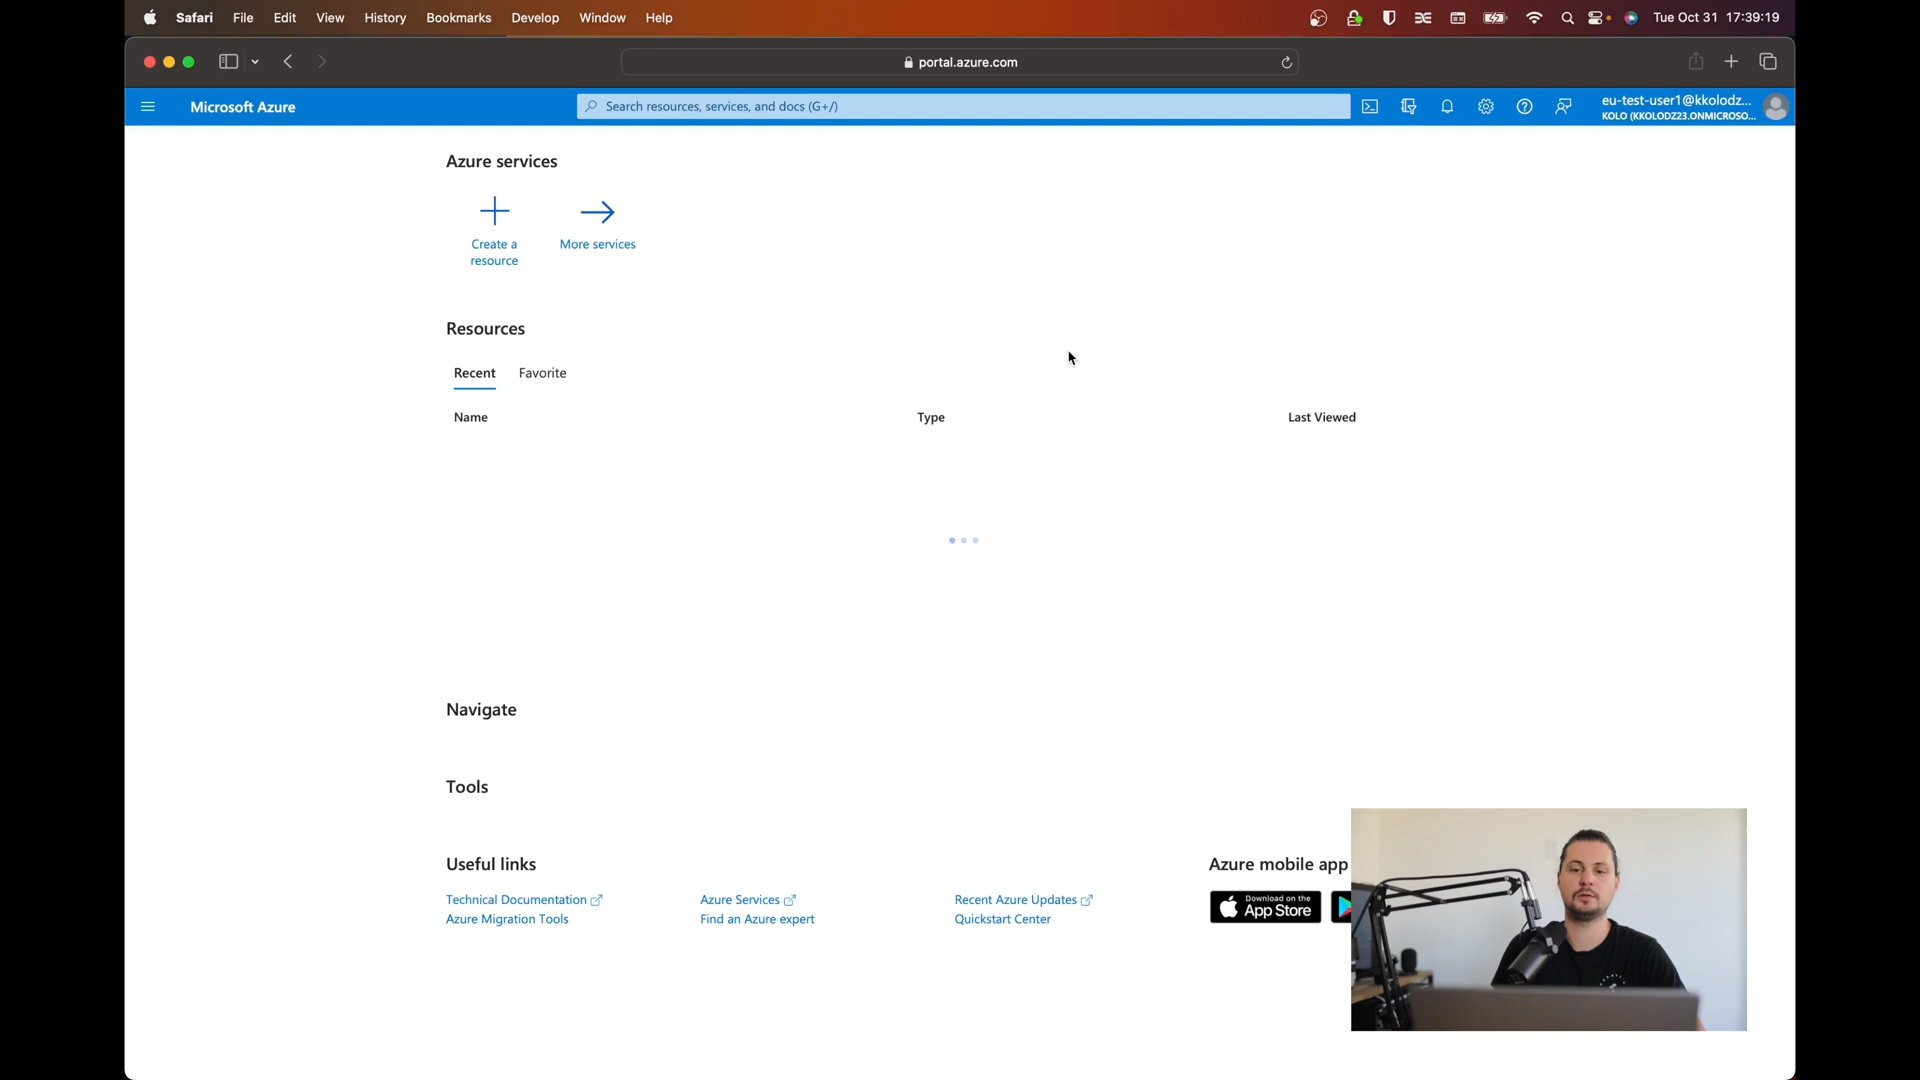 Safari File Edit View History Bookmarks Develop Window Help Tue Oct 31 17:39:19
portal.azure.com
Microsoft Azure
Search resources, services, and docs (G+/)
eu-test-user1@kkolodz...
KOLO (KKOLODZ23.ONMICROSO...
Azure services
Create a
resource
More services
Resources
Recent Favorite
Name Type Last Viewed
Navigate
Tools
Useful links
Technical Documentation
Azure Services
Recent Azure Updates
Azure Migration Tools
Find an Azure expert
Quickstart Center
Azure mobile app
Download on the
App Store